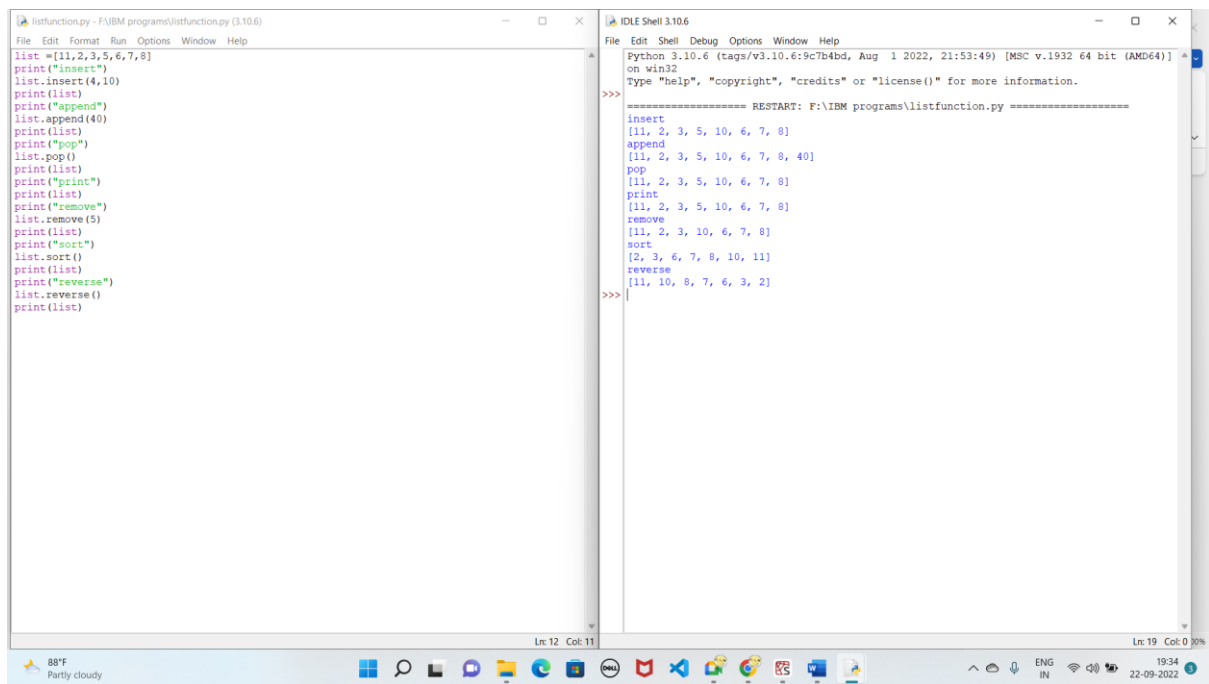 listfunction.py - F:\IBM programs\listfunction.py (3.10.6)
File Edit Format Run Options Window Help
list =[11,2,3,5,6,7,8]
print("insert")
list.insert(4,10)
print(list)
print("append")
list.append(40)
print(list)
print("pop")
list.pop()
print(list)
print("print")
print(list)
print("remove")
list.remove(5)
print(list)
print("sort")
list.sort()
print(list)
print("reverse")
list.reverse()
print(list)
Ln: 12 Col: 11
IDLE Shell 3.10.6
File Edit Shell Debug Options Window Help
Python 3.10.6 (tags/v3.10.6:9c7b4bd, Aug 1 2022, 21:53:49) [MSC v.1932 64 bit (AMD64)]
on win32
Type "help", "copyright", "credits" or "license()" for more information.
>>>
=================== RESTART: F:\IBM programs\listfunction.py ===================
insert
[11, 2, 3, 5, 10, 6, 7, 8]
append
[11, 2, 3, 5, 10, 6, 7, 8, 40]
pop
[11, 2, 3, 5, 10, 6, 7, 8]
print
[11, 2, 3, 5, 10, 6, 7, 8]
remove
[11, 2, 3, 10, 6, 7, 8]
sort
[2, 3, 6, 7, 8, 10, 11]
reverse
[11, 10, 8, 7, 6, 3, 2]
>>>
Ln: 19 Col: 0
88°F
Partly cloudy
DELL
ENG
IN
19:34
22-09-2022
3